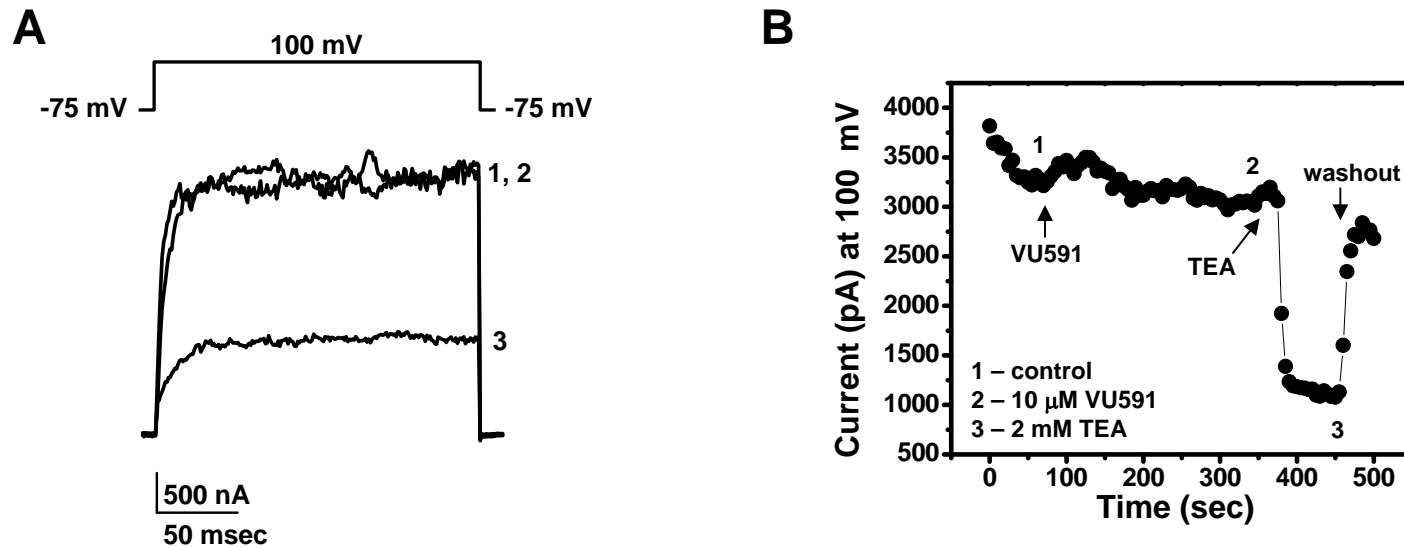 A
100 mV
-75 mV
-75 mV
1, 2
3
500 nA
50 msec
B
Current (pA) at 100 mV
4000
3500
3000
2500
2000
1500
1000
500
1
2
washout
VU591
TEA
1 – control
2 – 10 μM VU591
3 – 2 mM TEA
3
0 100 200 300 400 500
Time (sec)